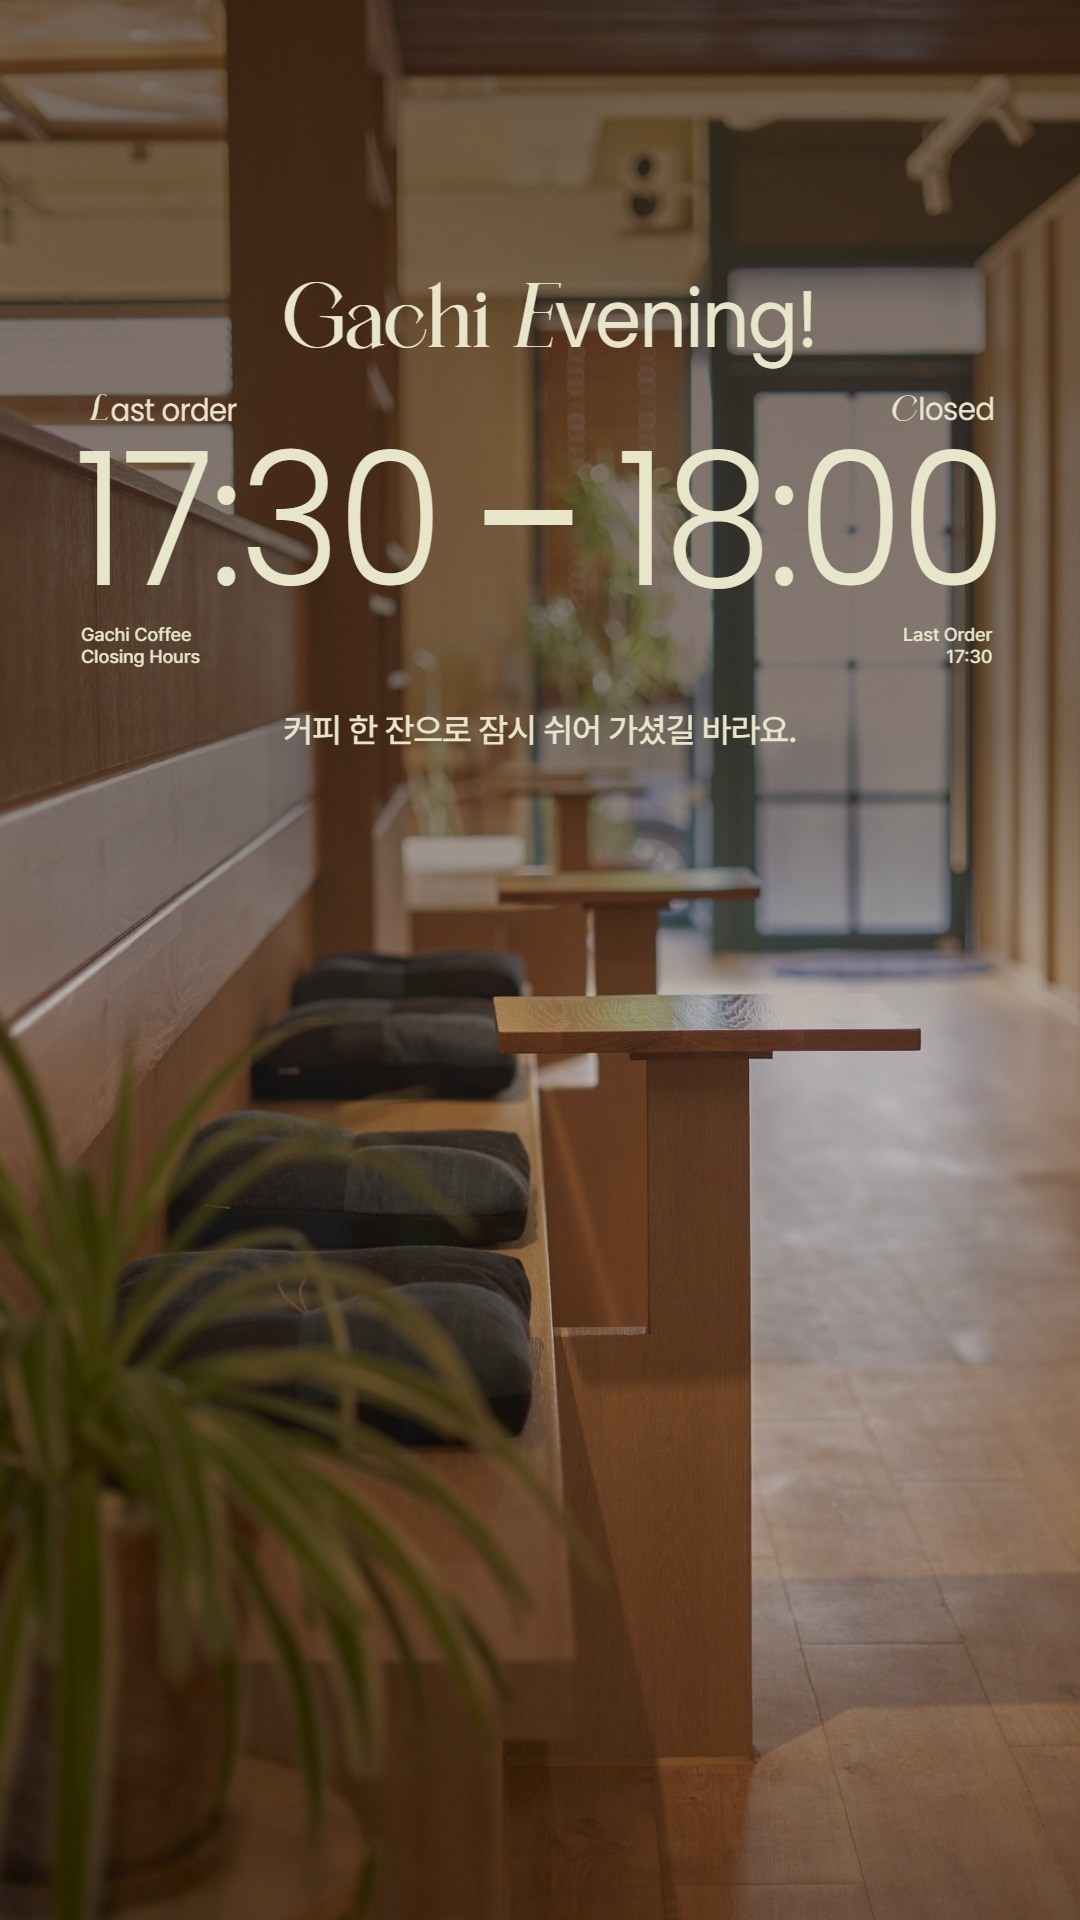 Gachi Evening!
Last order
Closed
17:30 – 18:00
Gachi Coffee
Closing Hours
Last Order
17:30
커피 한 잔으로 잠시 쉬어 가셨길 바라요.